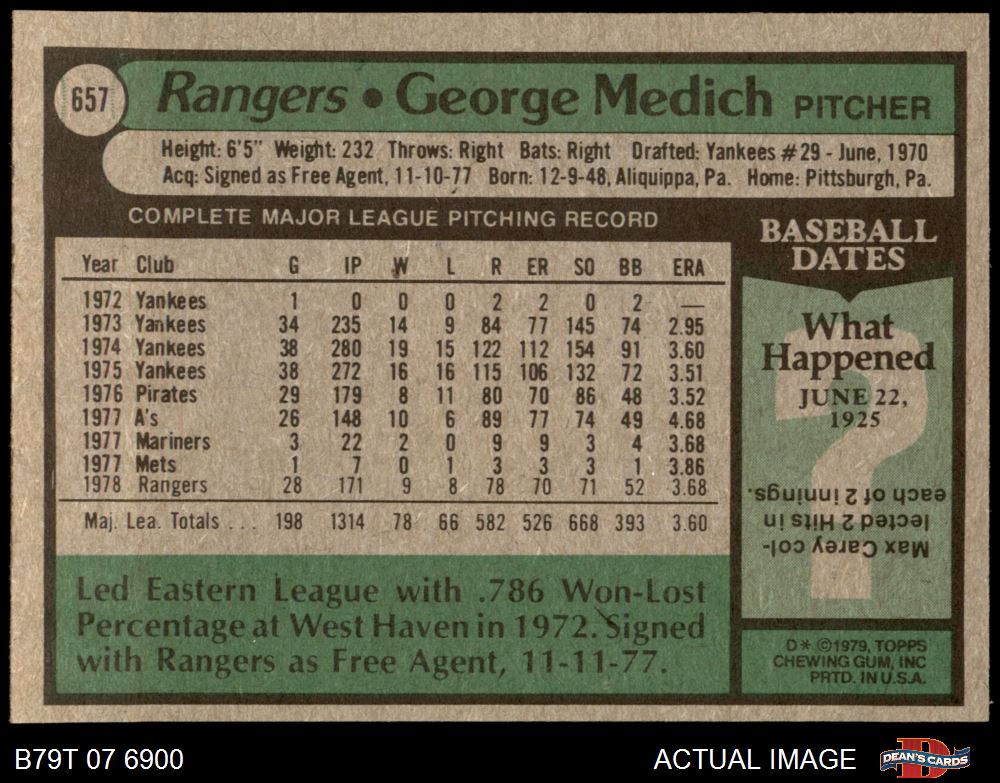 657 Rangers • George Medich PITCHER
Height: 6'5" Weight: 232 Throws: Right Bats: Right Drafted: Yankees #29 - June, 1970
Acq: Signed as Free Agent, 11-10-77 Born: 12-9-48, Aliquippa, Pa. Home: Pittsburgh, Pa.
COMPLETE MAJOR LEAGUE PITCHING RECORD
Year Club G IP W L R ER SO BB ERA
1972 Yankees 1 0 0 0 2 2 0 2 —
1973 Yankees 34 235 14 9 84 77 145 74 2.95
1974 Yankees 38 280 19 15 122 112 154 91 3.60
1975 Yankees 38 272 16 16 115 106 132 72 3.51
1976 Pirates 29 179 8 11 80 70 86 48 3.52
1977 A's 26 148 10 6 89 77 74 49 4.68
1977 Mariners 3 22 2 0 9 9 3 4 3.68
1977 Mets 1 7 0 1 3 3 3 1 3.86
1978 Rangers 28 171 9 8 78 70 71 52 3.68
Maj. Lea. Totals ... 198 1314 78 66 582 526 668 393 3.60
Led Eastern League with .786 Won-Lost
Percentage at West Haven in 1972. Signed
with Rangers as Free Agent, 11-11-77.
BASEBALL
DATES
What
Happened
JUNE 22,
1925
?
Max Carey col-
lected 2 Hits in
each of 2 innings.
D* ©1979, TOPPS
CHEWING GUM, INC
PRTD. IN U.S.A.
B79T 07 6900
ACTUAL IMAGE
D
DEAN'S CARDS